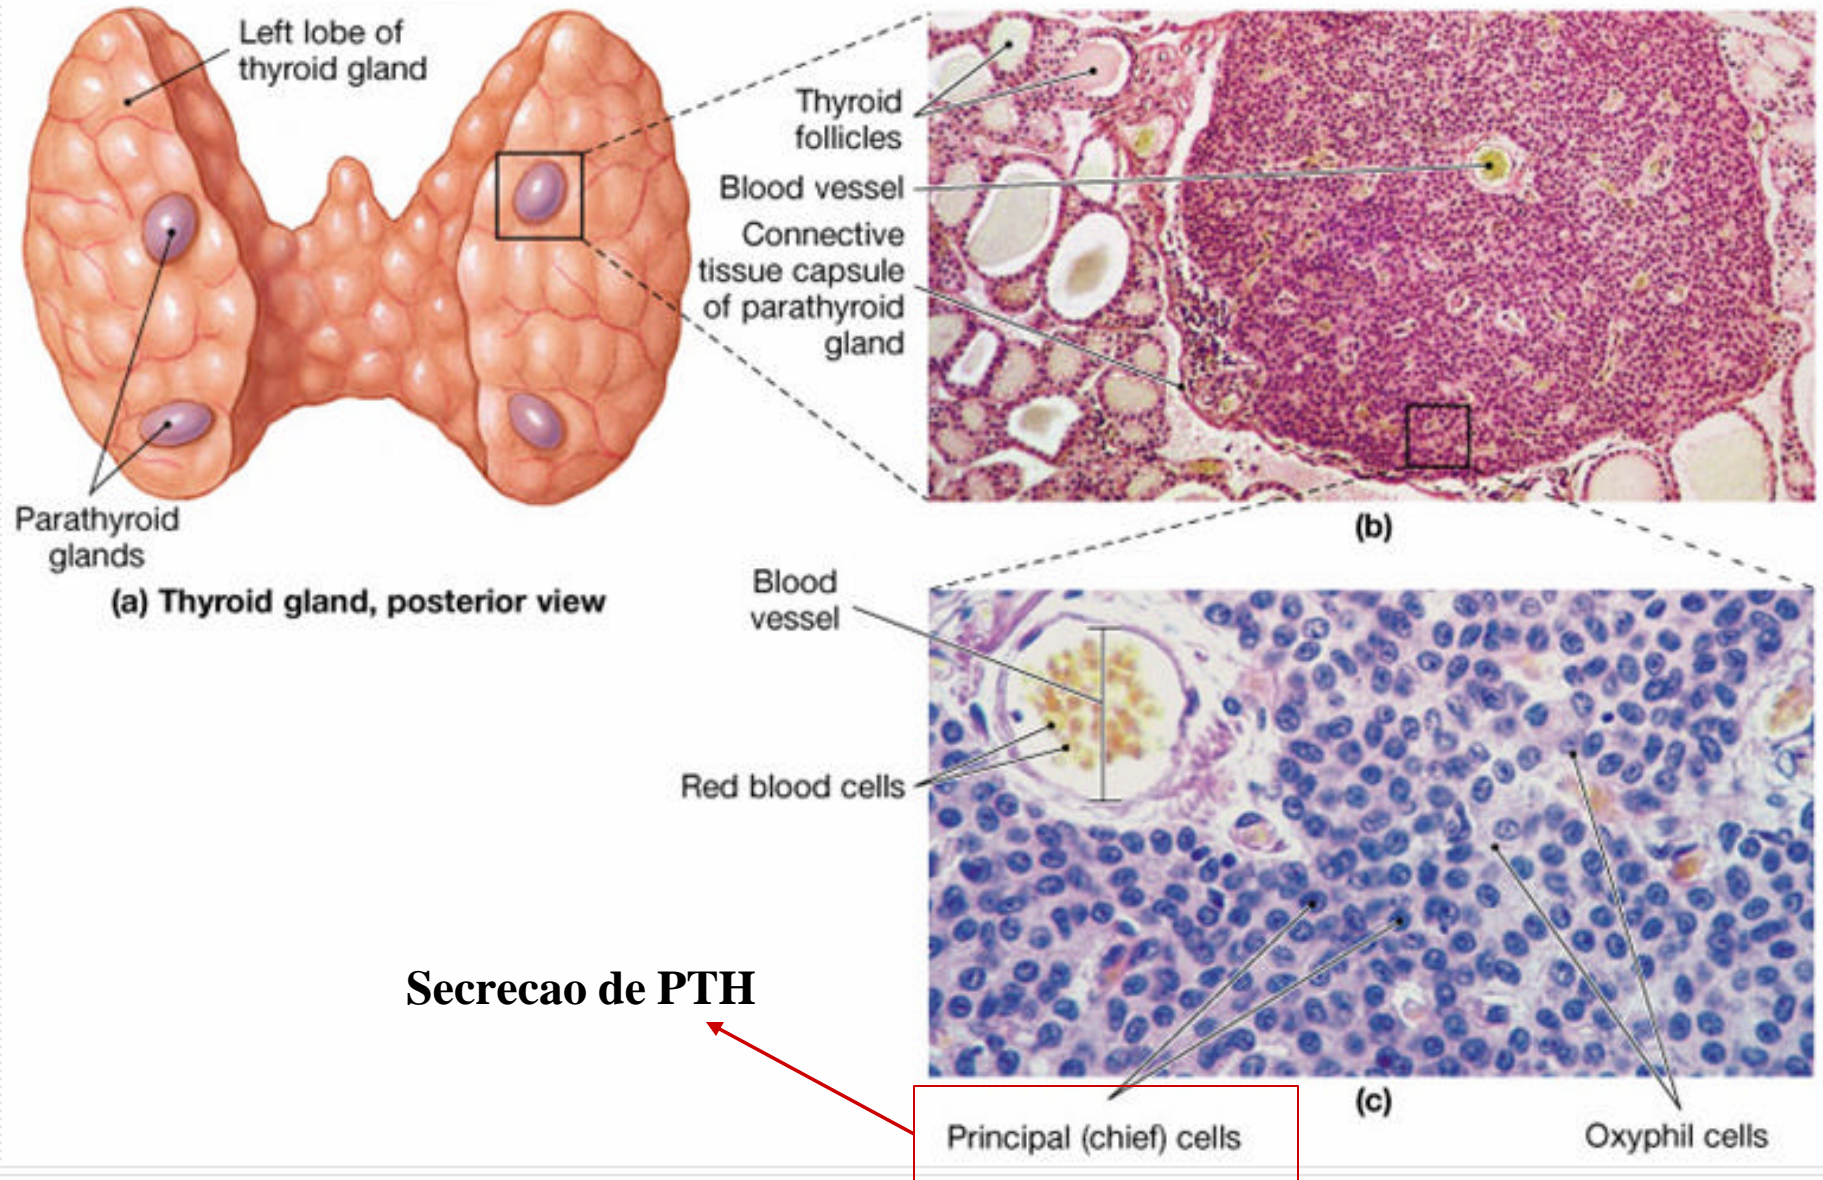 Left lobe of
thyroid gland
Parathyroid
glands
(a) Thyroid gland, posterior view
Thyroid
follicles
Blood vessel
Connective
tissue capsule
of parathyroid
gland
(b)
Blood
vessel
Red blood cells
Secrecao de PTH
(c)
Principal (chief) cells
Oxyphil cells